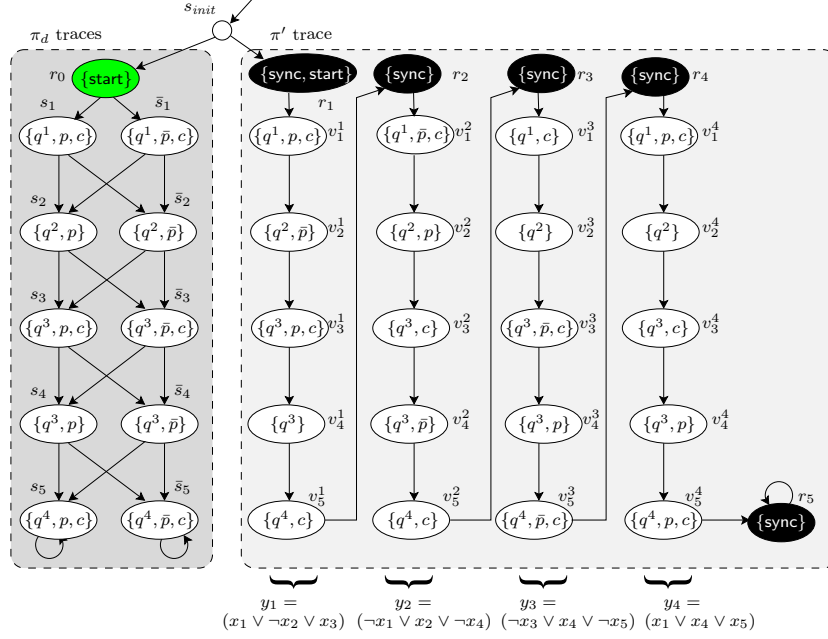 s_{init}
π_d traces
π′ trace
r_0 {start} {sync, start} {sync} r_2 {sync} r_3 {sync} r_4
s_1 s̄_1 r_1
{q^1, p, c} {q^1, p̄, c} {q^1, p, c} v_1^1 {q^1, p̄, c} v_1^2 {q^1, c} v_1^3 {q^1, p, c} v_1^4
s_2 s̄_2
{q^2, p} {q^2, p̄} {q^2, p̄} v_2^1 {q^2, p} v_2^2 {q^2} v_2^3 {q^2} v_2^4
s_3 s̄_3
{q^3, p, c} {q^3, p̄, c} {q^3, p, c} v_3^1 {q^3, c} v_3^2 {q^3, p̄, c} v_3^3 {q^3, c} v_3^4
s_4 s̄_4
{q^3, p} {q^3, p̄} {q^3} v_4^1 {q^3, p̄} v_4^2 {q^3, p} v_4^3 {q^3, p} v_4^4
s_5 s̄_5 v_5^1 v_5^2 v_5^3 v_5^4 r_5
{q^4, p, c} {q^4, p̄, c} {q^4, c} {q^4, c} {q^4, p̄, c} {q^4, p, c} {sync}
y_1 = y_2 = y_3 = y_4 =
(x_1 ∨ ¬x_2 ∨ x_3) (¬x_1 ∨ x_2 ∨ ¬x_4) (¬x_3 ∨ x_4 ∨ ¬x_5) (x_1 ∨ x_4 ∨ x_5)